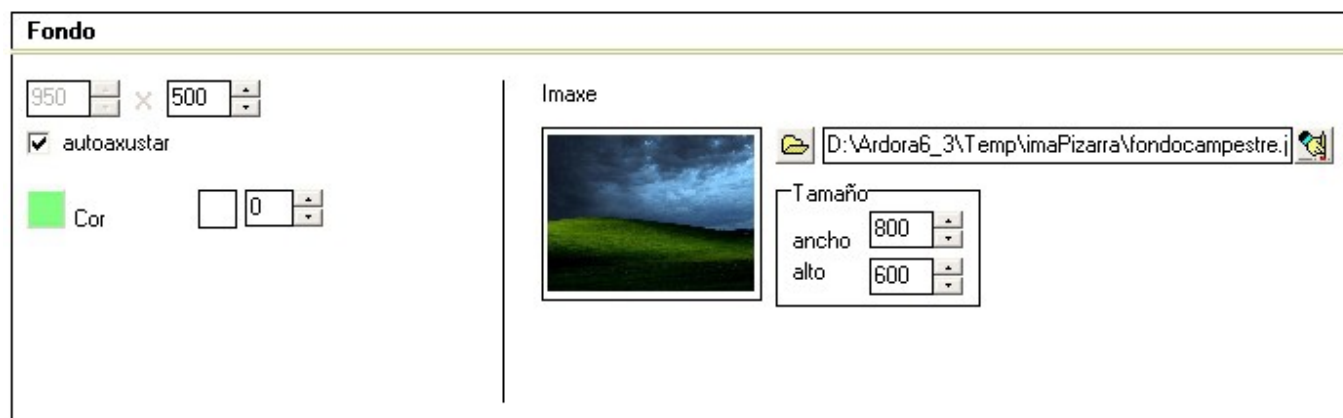 Fondo
950 x 500
autoaxustar
Cor 0
Imaxe
D:\Ardora6_3\Temp\imaPizarra\fondocampestre.j
Tamaño
ancho 800
alto 600